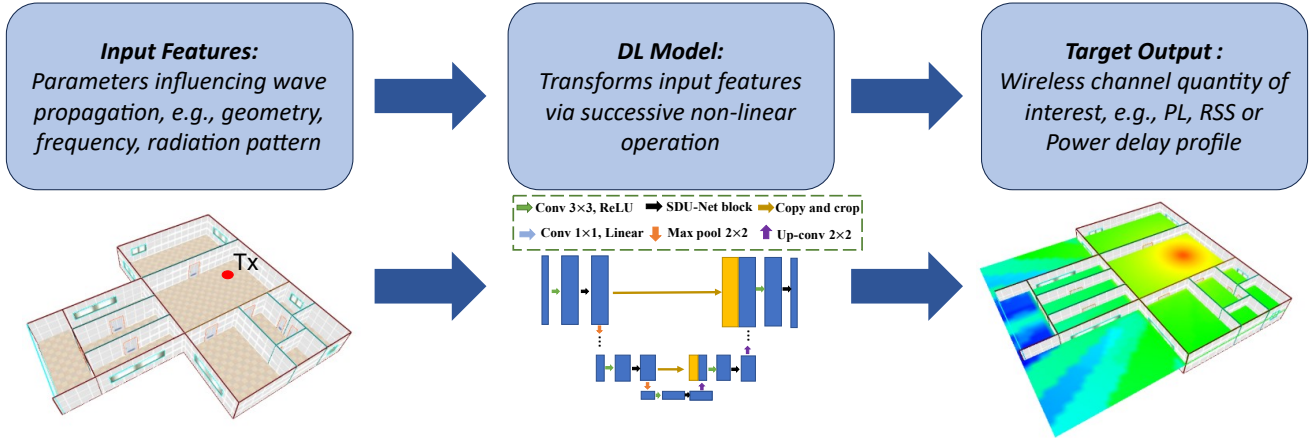 Input Features:
Parameters influencing wave
propagation, e.g., geometry,
frequency, radiation pattern
DL Model:
Transforms input features
via successive non-linear
operation
Target Output :
Wireless channel quantity of
interest, e.g., PL, RSS or
Power delay profile
Tx
Conv 3×3, ReLU
SDU-Net block
Copy and crop
Conv 1×1, Linear
Max pool 2×2
Up-conv 2×2